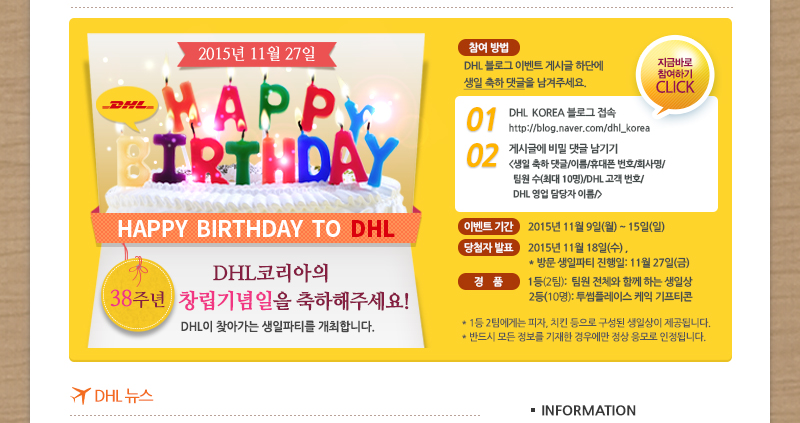 2015년 11월 27일
DHL
HAPPY
BIRTHDAY
HAPPY BIRTHDAY TO DHL
38주년
DHL코리아의
창립기념일을 축하해주세요!
DHL이 찾아가는 생일파티를 개최합니다.
참여 방법
DHL 블로그 이벤트 게시글 하단에
생일 축하 댓글을 남겨주세요.
지금바로
참여하기
CLICK
01 DHL KOREA 블로그 접속
http://blog.naver.com/dhl_korea
02 게시글에 비밀 댓글 남기기
<생일 축하 댓글/이름/휴대폰 번호/회사명/
팀원 수(최대 10명)/DHL 고객 번호/
DHL 영업 담당자 이름/>
이벤트 기간 2015년 11월 9일(월) ~ 15일(일)
당첨자 발표 2015년 11월 18일(수) ,
* 방문 생일파티 진행일: 11월 27일(금)
경 품 1등(2팀): 팀원 전체와 함께 하는 생일상
2등(10명): 투썸플레이스 케익 기프티콘
* 1등 2팀에게는 피자, 치킨 등으로 구성된 생일상이 제공됩니다.
* 반드시 모든 정보를 기재한 경우에만 정상 응모로 인정됩니다.
DHL 뉴스
INFORMATION